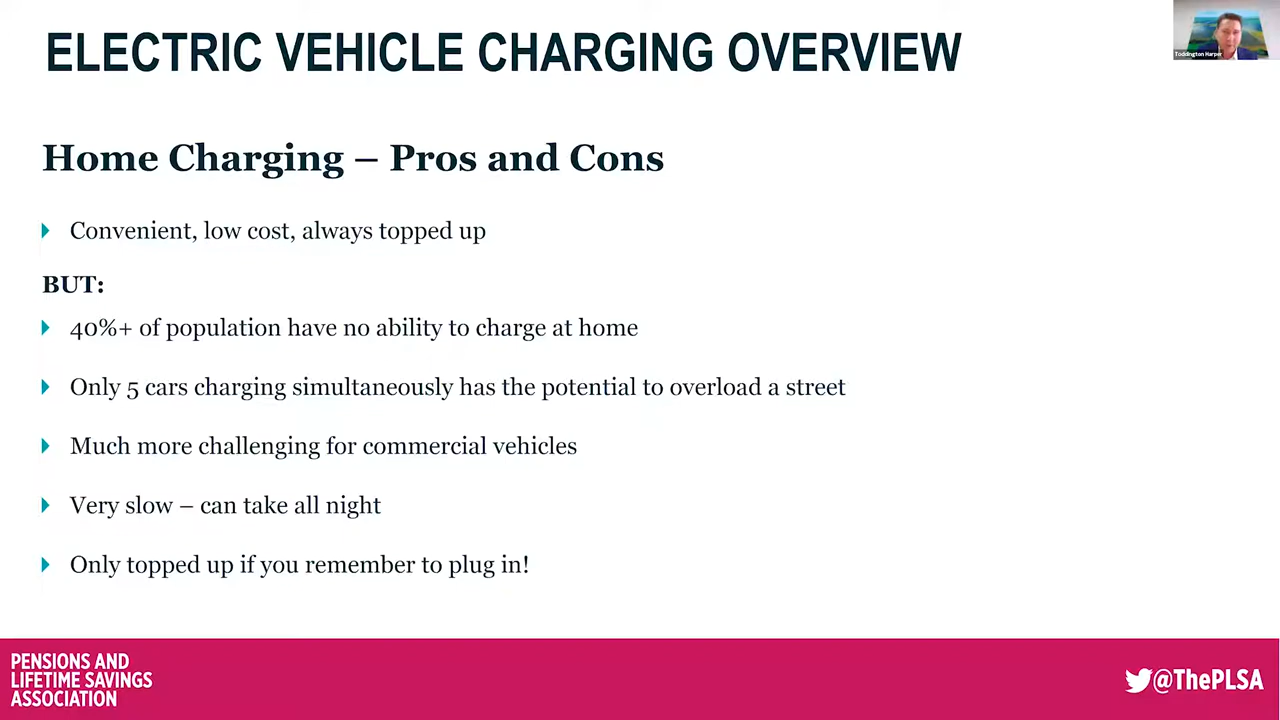 ELECTRIC VEHICLE CHARGING OVERVIEW
Toddington Harper
Home Charging – Pros and Cons
Convenient, low cost, always topped up
BUT:
40%+ of population have no ability to charge at home
Only 5 cars charging simultaneously has the potential to overload a street
Much more challenging for commercial vehicles
Very slow – can take all night
Only topped up if you remember to plug in!
PENSIONS AND
LIFETIME SAVINGS
ASSOCIATION
@ThePLSA